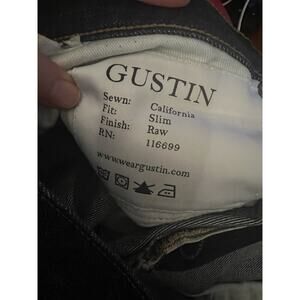 GUSTIN
Sewn: California
Fit: Slim
Finish: Raw
RN: 116699
www.weargustin.com